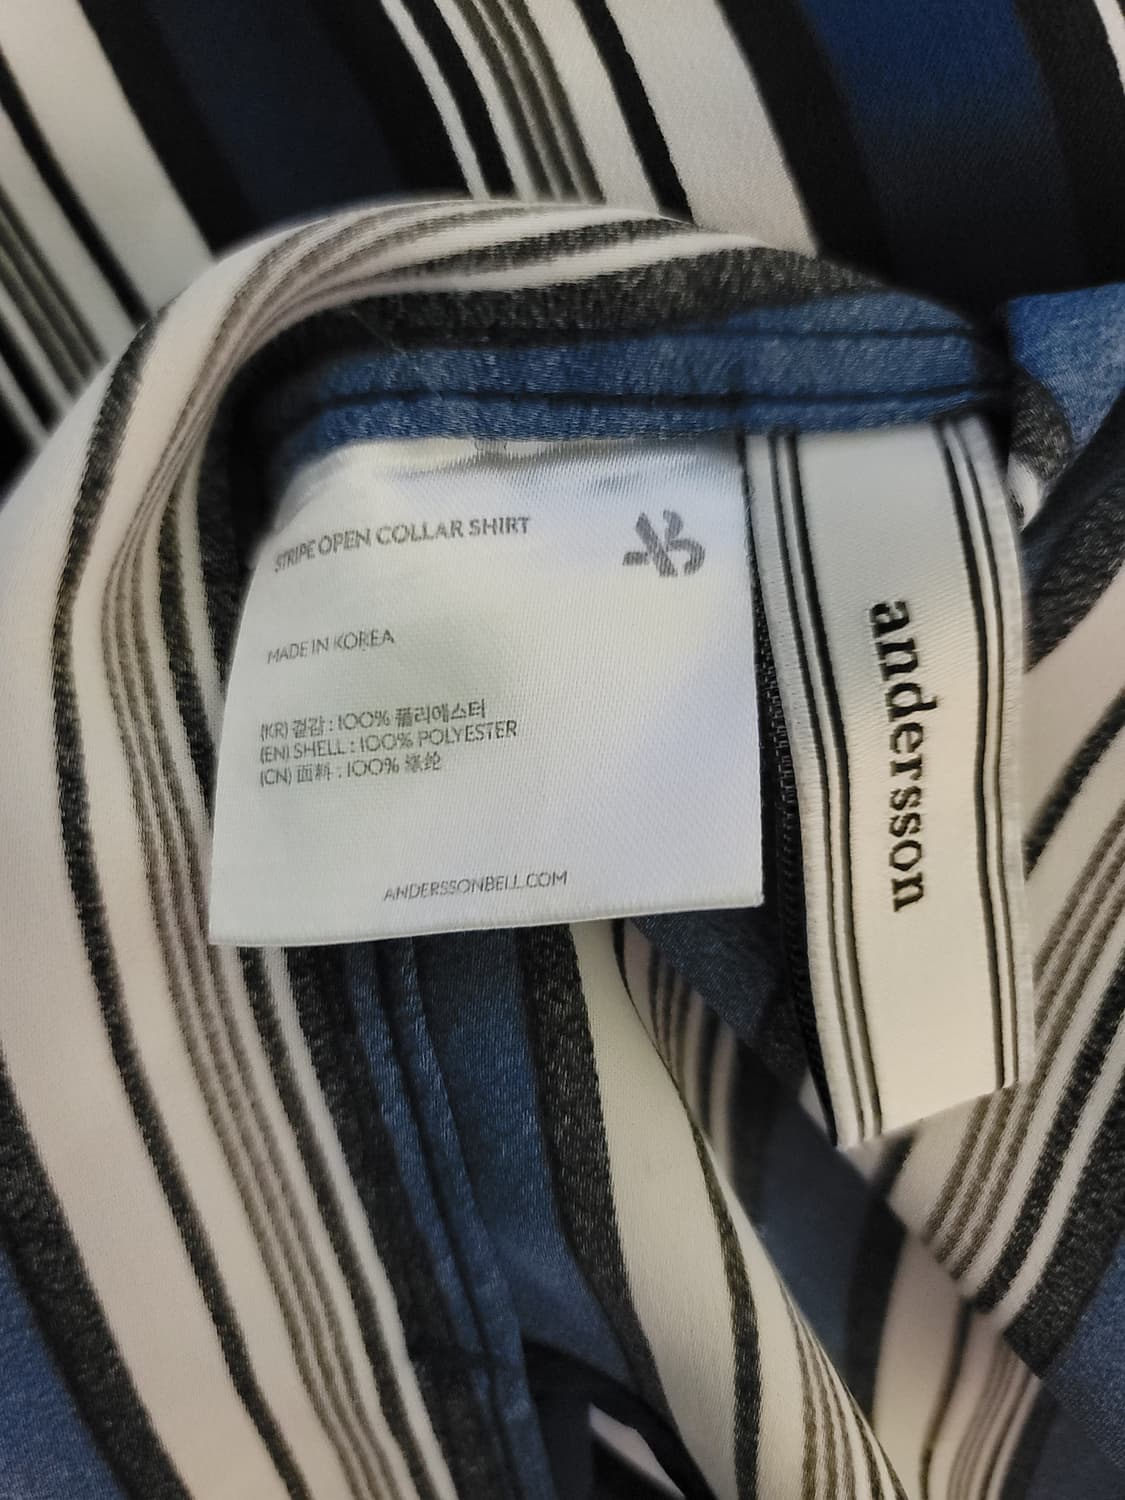 STRIPE OPEN COLLAR SHIRT
AB
MADE IN KOREA
(KR) 겉감 : 100% 폴리에스터
(EN) SHELL : 100% POLYESTER
(CN) 面料 : 100% 涤纶
ANDERSSONBELL.COM
andersson